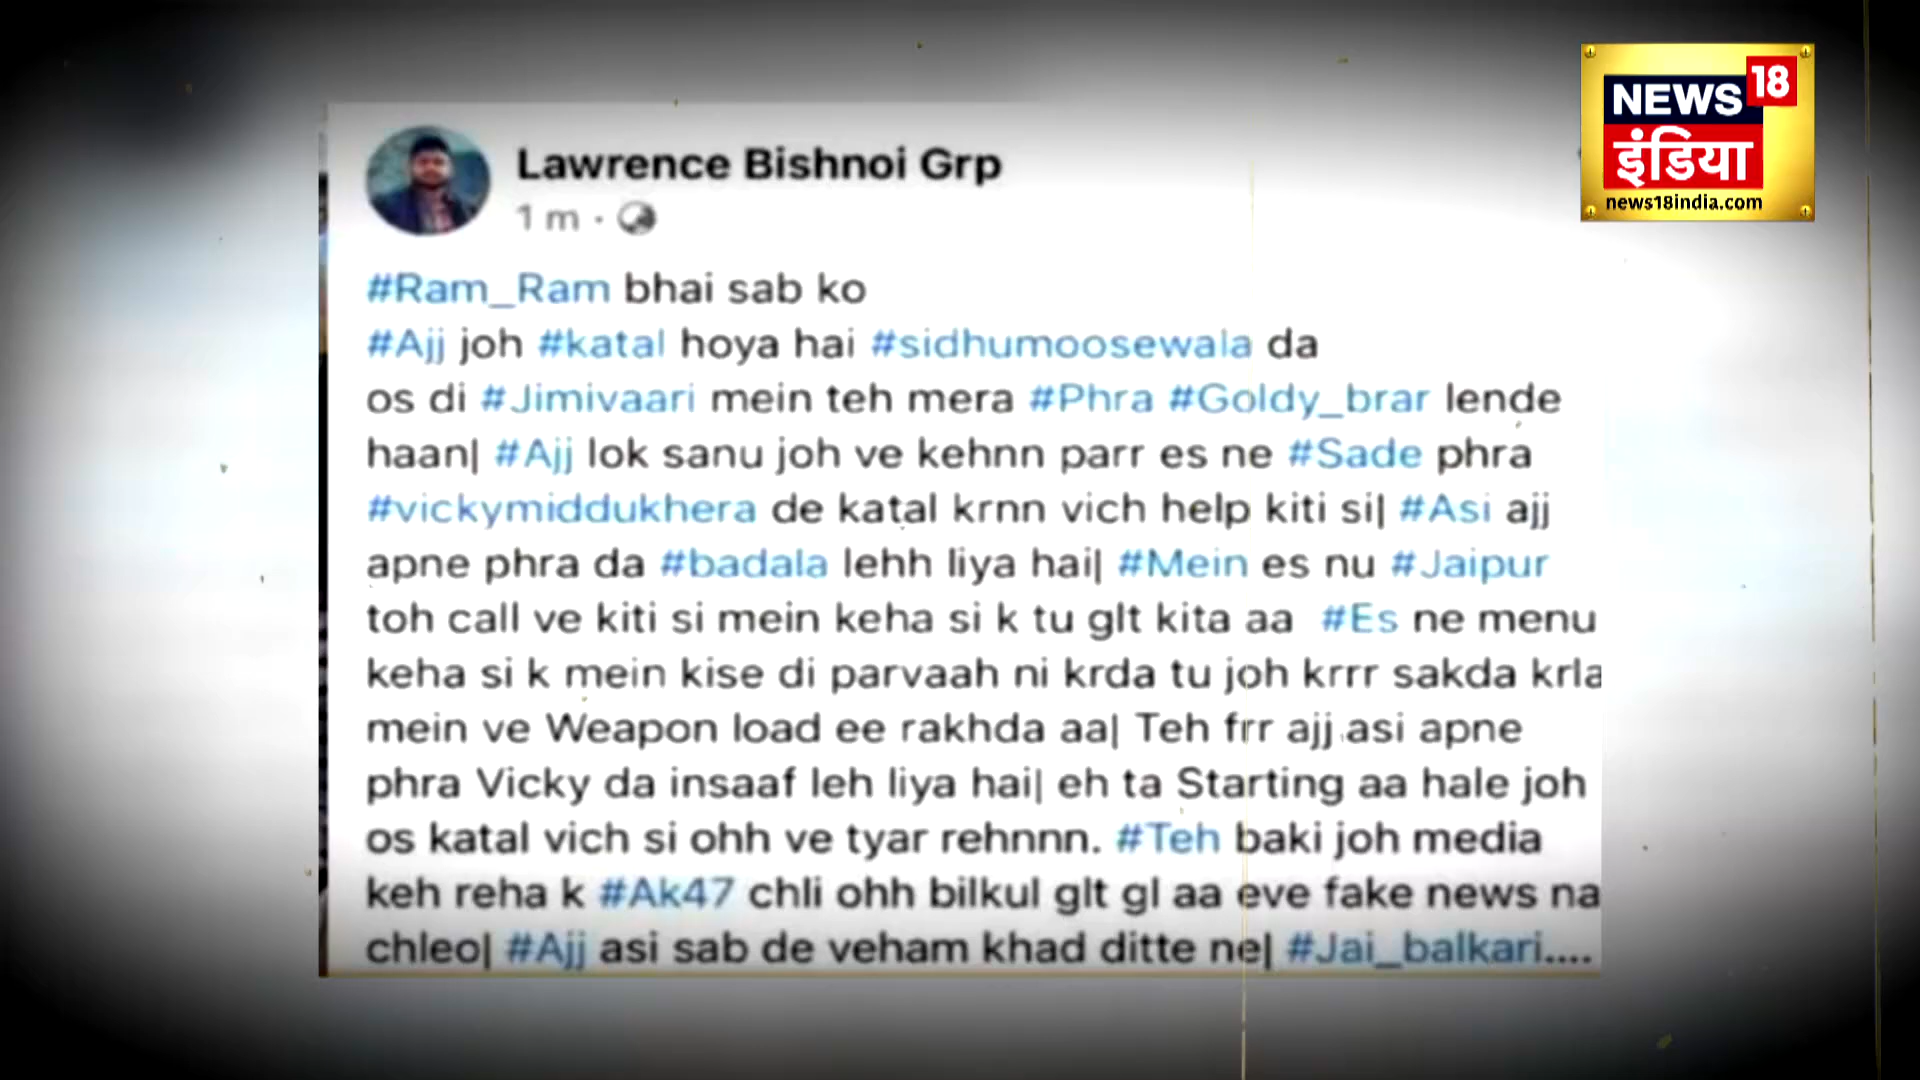 NEWS 18
इंडिया
news18india.com
Lawrence Bishnoi Grp
1 m ·
#Ram_Ram bhai sab ko
#Ajj joh #katal hoya hai #sidhumoosewala da
os di #Jimivaari mein teh mera #Phra #Goldy_brar lende
haan| #Ajj lok sanu joh ve kehnn parr es ne #Sade phra
#vickymiddukhera de katal krnn vich help kiti si| #Asi ajj
apne phra da #badala lehh liya hai| #Mein es nu #Jaipur
toh call ve kiti si mein keha si k tu glt kita aa #Es ne menu
keha si k mein kise di parvaah ni krda tu joh krrr sakda krla
mein ve Weapon load ee rakhda aa| Teh frr ajj asi apne
phra Vicky da insaaf leh liya hai| eh ta Starting aa hale joh
os katal vich si ohh ve tyar rehnnn. #Teh baki joh media
keh reha k #Ak47 chli ohh bilkul glt gl aa eve fake news na
chleo| #Ajj asi sab de veham khad ditte ne| #Jai_balkari....